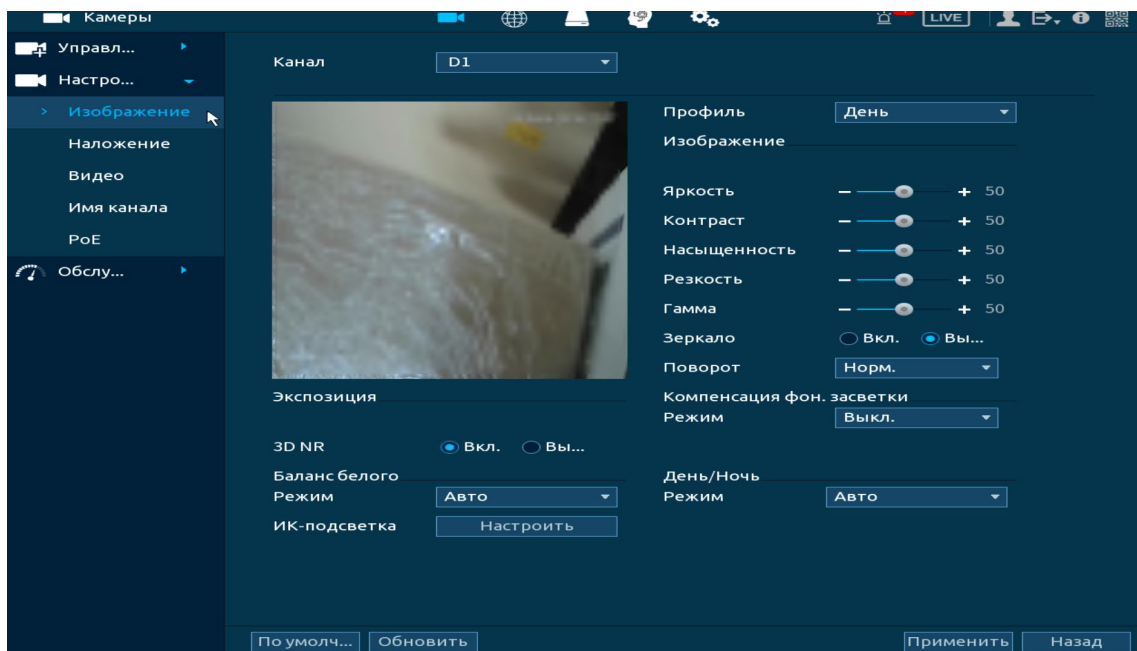 Камеры
LIVE
Управл...
Настро...
Изображение
Наложение
Видео
Имя канала
PoE
Обслу...
Канал D1
Профиль День
Изображение
Яркость 50
Контраст 50
Насыщенность 50
Резкость 50
Гамма 50
Зеркало Вкл. Вы...
Поворот Норм.
Экспозиция
Компенсация фон. засветки
Режим Выкл.
3D NR Вкл. Вы...
Баланс белого
День/Ночь
Режим Авто
Режим Авто
ИК-подсветка Настроить
По умолч... Обновить
Применить Назад